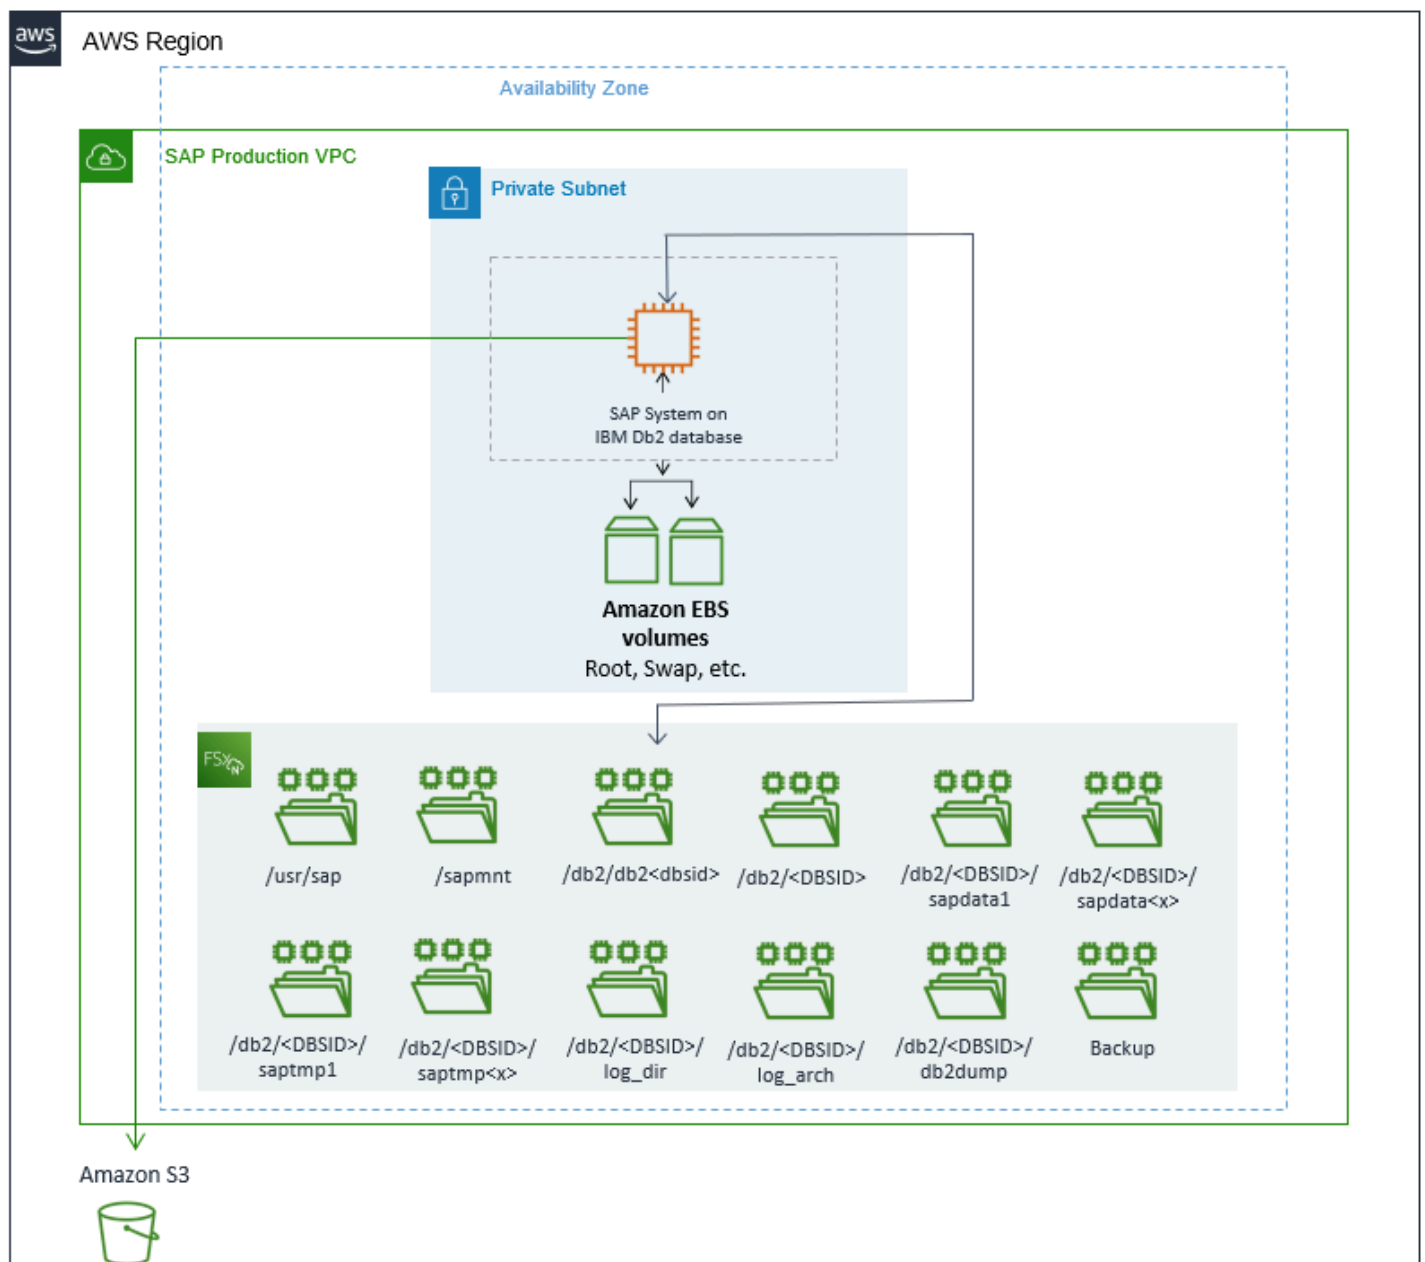 aws
AWS Region
Availability Zone
SAP Production VPC
Private Subnet
SAP System on
IBM Db2 database
Amazon EBS
volumes
Root, Swap, etc.
FSx
N
/usr/sap
/sapmnt
/db2/db2<dbsid>
/db2/<DBSID>
/db2/<DBSID>/
sapdata1
/db2/<DBSID>/
sapdata<x>
/db2/<DBSID>/
saptmp1
/db2/<DBSID>/
saptmp<x>
/db2/<DBSID>/
log_dir
/db2/<DBSID>/
log_arch
/db2/<DBSID>/
db2dump
Backup
Amazon S3